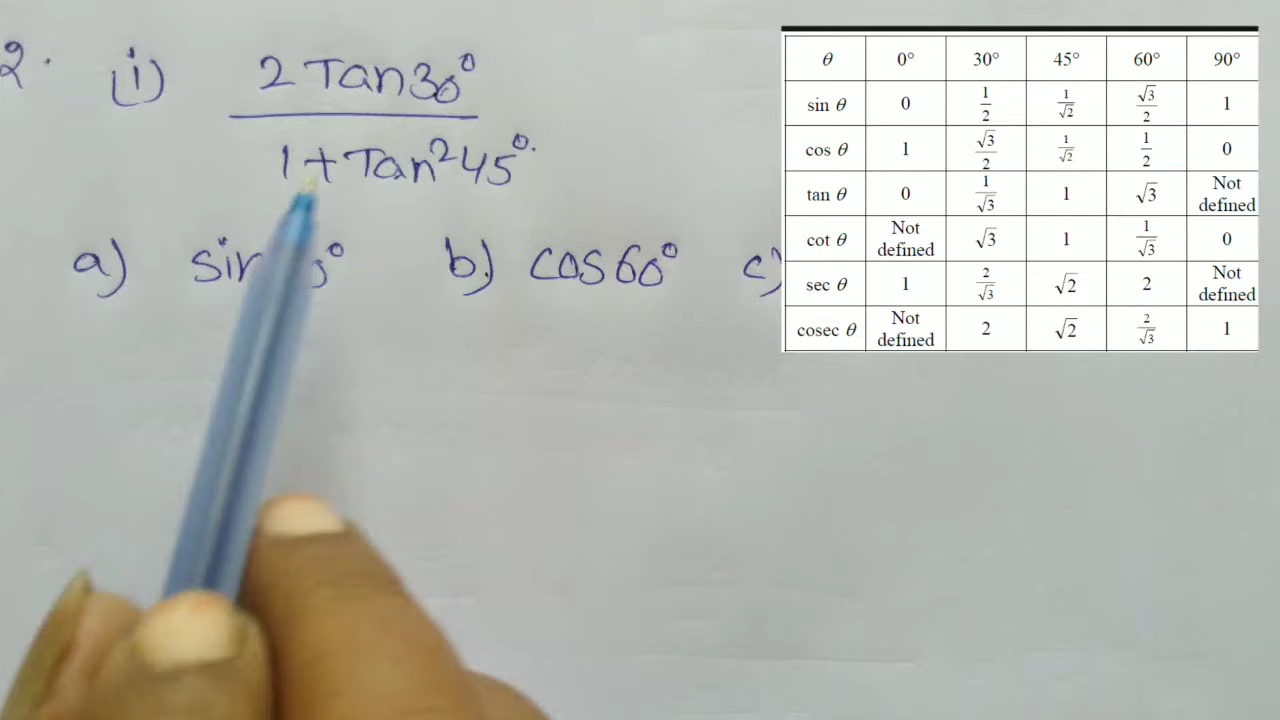 2. (i) 2 Tan30°
1 + Tan²45°.
a) b.) cos60° c)
θ 0° 30° 45° 60° 90°
sin θ 0 1/2 1/√2 √3/2 1
cos θ 1 √3/2 1/√2 1/2 0
tan θ 0 1/√3 1 √3 Not defined
cot θ Not defined √3 1 1/√3 0
sec θ 1 2/√3 √2 2 Not defined
cosec θ Not defined 2 √2 2/√3 1